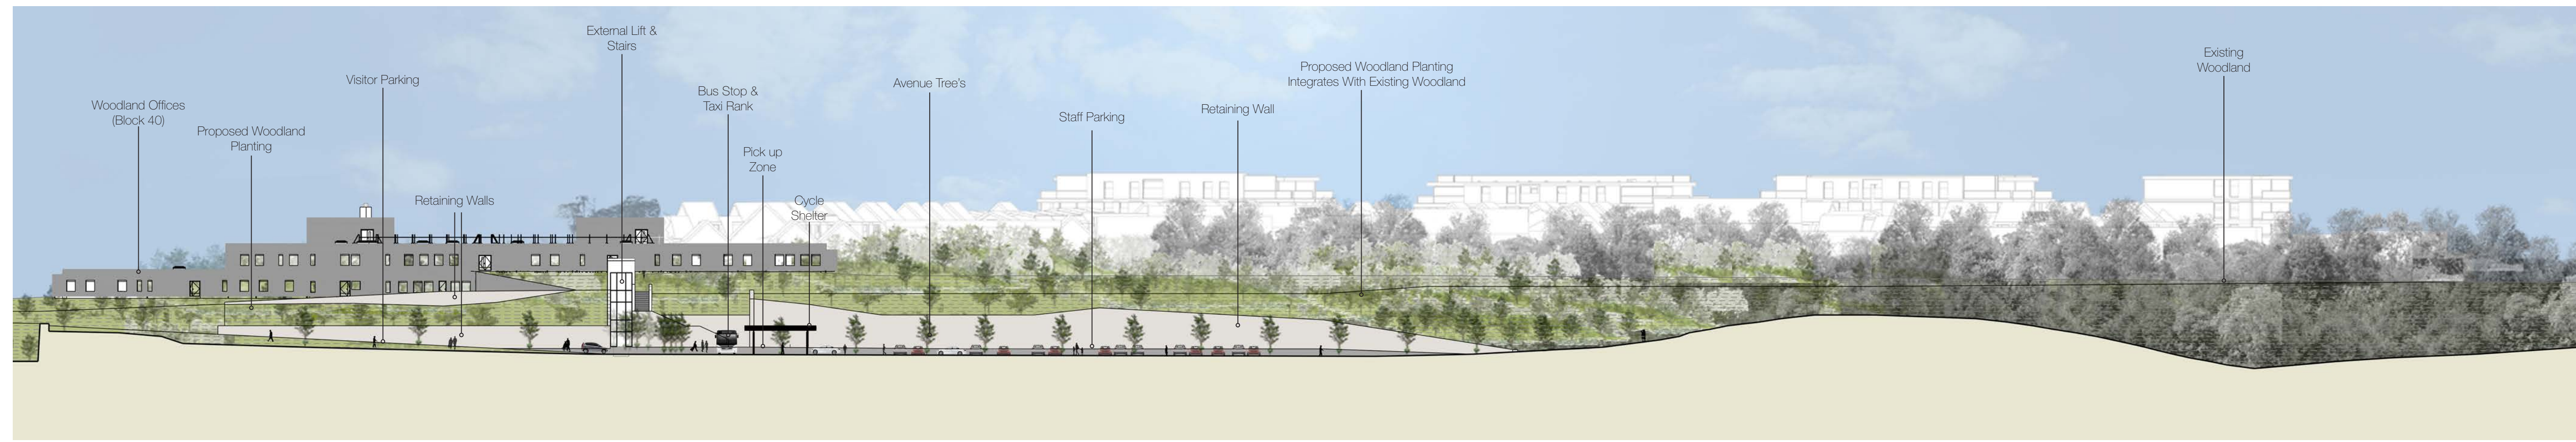 Woodland Offices
(Block 40)
Proposed Woodland
Planting
Visitor Parking
Retaining Walls
External Lift &
Stairs
Bus Stop &
Taxi Rank
Pick up
Zone
Cycle
Shelter
Avenue Tree's
Staff Parking
Retaining Wall
Proposed Woodland Planting
Integrates With Existing Woodland
Existing
Woodland